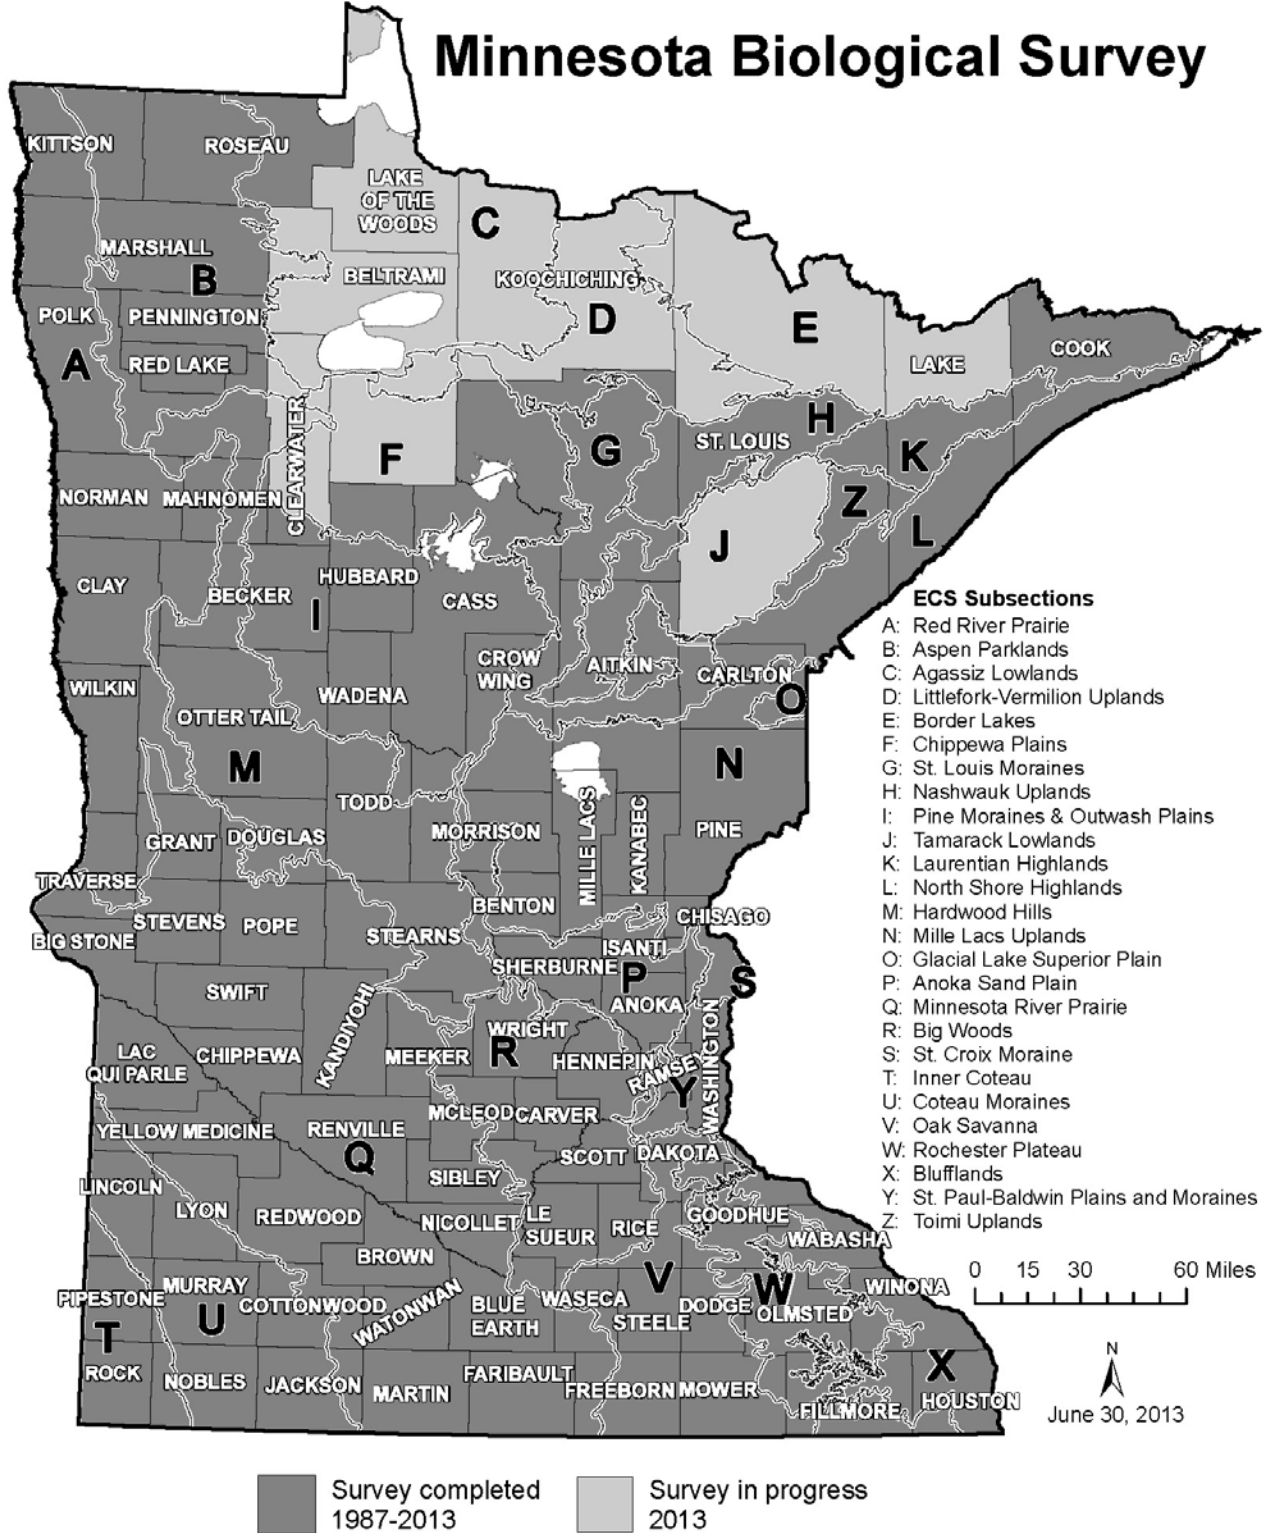 Minnesota Biological Survey
KITTSON
ROSEAU
LAKE
OF THE
WOODS
C
MARSHALL
B
BELTRAMI
KOOCHICHING
POLK
PENNINGTON
D
E
A
RED LAKE
LAKE
COOK
CLEARWATER
F
G
ST. LOUIS
H
K
NORMAN
MAHNOMEN
Z
L
J
CLAY
BECKER
HUBBARD
CASS
I
WILKIN
OTTER TAIL
WADENA
CROW
WING
AITKIN
CARLTON
O
M
N
TODD
MORRISON
MILLE LACS
KANABEC
PINE
GRANT
DOUGLAS
TRAVERSE
STEVENS
POPE
BENTON
CHISAGO
BIG STONE
STEARNS
ISANTI
SHERBURNE
P
S
SWIFT
KANDIYOHI
ANOKA
WRIGHT
LAC
QUI PARLE
CHIPPEWA
MEEKER
R
HENNEPIN
RAMSEY
WASHINGTON
Y
MCLEOD
CARVER
YELLOW MEDICINE
RENVILLE
Q
SCOTT
DAKOTA
SIBLEY
LINCOLN
LYON
REDWOOD
NICOLLET
LE
SUEUR
RICE
GOODHUE
WABASHA
BROWN
PIPESTONE
MURRAY
COTTONWOOD
WATONWAN
BLUE
EARTH
WASECA
V
STEELE
DODGE
W
OLMSTED
WINONA
U
T
ROCK
NOBLES
JACKSON
MARTIN
FARIBAULT
FREEBORN
MOWER
FILLMORE
X
HOUSTON
ECS Subsections
A: Red River Prairie
B: Aspen Parklands
C: Agassiz Lowlands
D: Littlefork-Vermilion Uplands
E: Border Lakes
F: Chippewa Plains
G: St. Louis Moraines
H: Nashwauk Uplands
I: Pine Moraines & Outwash Plains
J: Tamarack Lowlands
K: Laurentian Highlands
L: North Shore Highlands
M: Hardwood Hills
N: Mille Lacs Uplands
O: Glacial Lake Superior Plain
P: Anoka Sand Plain
Q: Minnesota River Prairie
R: Big Woods
S: St. Croix Moraine
T: Inner Coteau
U: Coteau Moraines
V: Oak Savanna
W: Rochester Plateau
X: Blufflands
Y: St. Paul-Baldwin Plains and Moraines
Z: Toimi Uplands
0 15 30 60 Miles
N
June 30, 2013
Survey completed
1987-2013
Survey in progress
2013